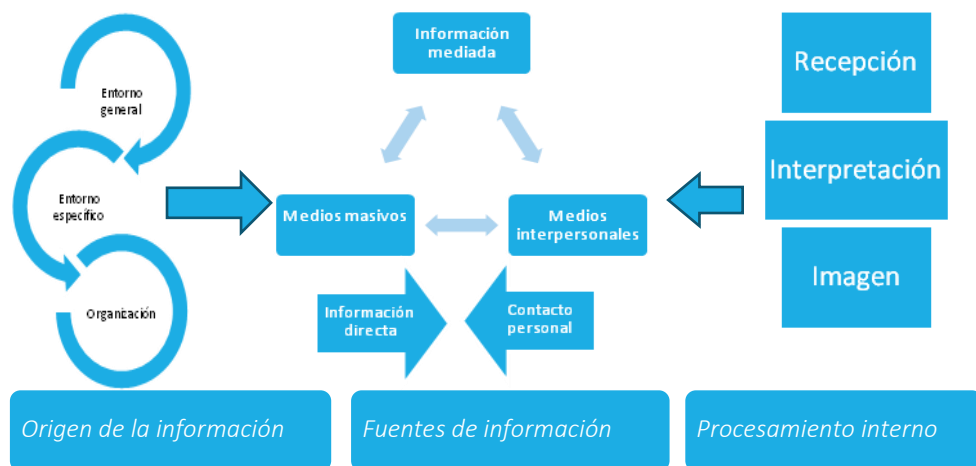 Entorno
general
Entorno
específico
Organización
Información
mediada
Medios masivos
Medios
interpersonales
Información
directa
Contacto
personal
Recepción
Interpretación
Imagen
Origen de la información
Fuentes de información
Procesamiento interno